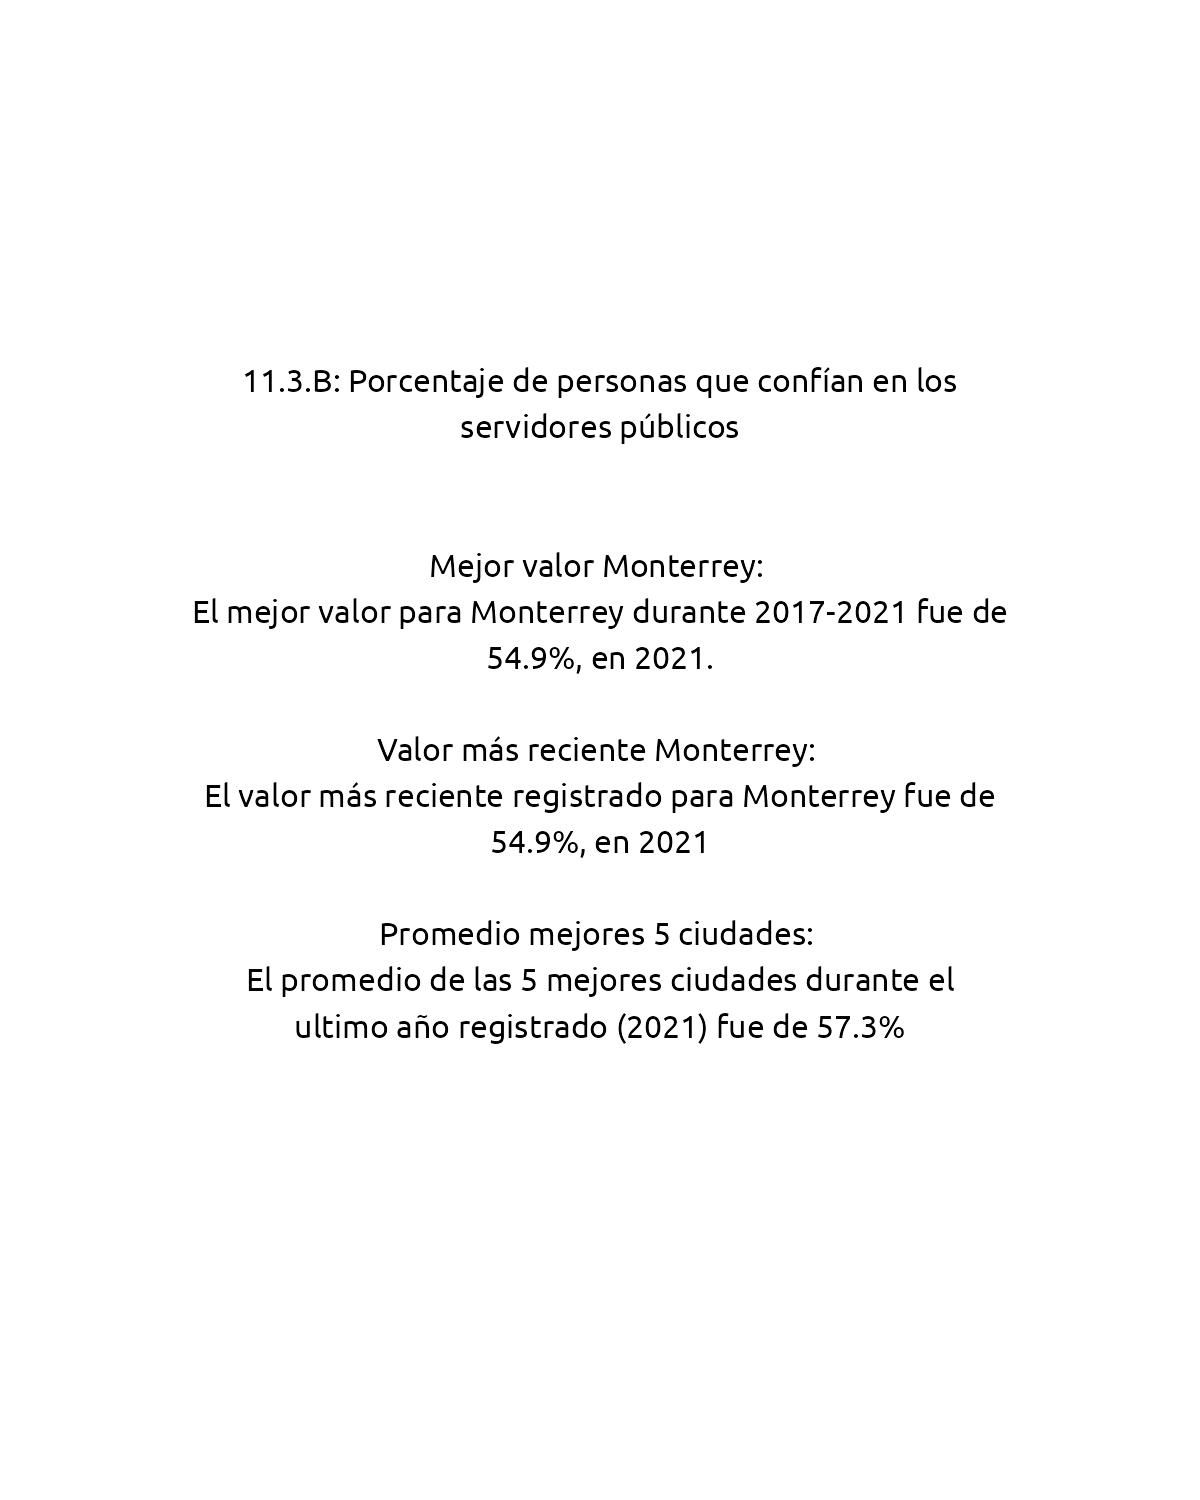 11.3.B: Porcentaje de personas que confían en los
servidores públicos
Mejor valor Monterrey:
El mejor valor para Monterrey durante 2017-2021 fue de
54.9%, en 2021.
Valor más reciente Monterrey:
El valor más reciente registrado para Monterrey fue de
54.9%, en 2021
Promedio mejores 5 ciudades:
El promedio de las 5 mejores ciudades durante el
ultimo año registrado (2021) fue de 57.3%